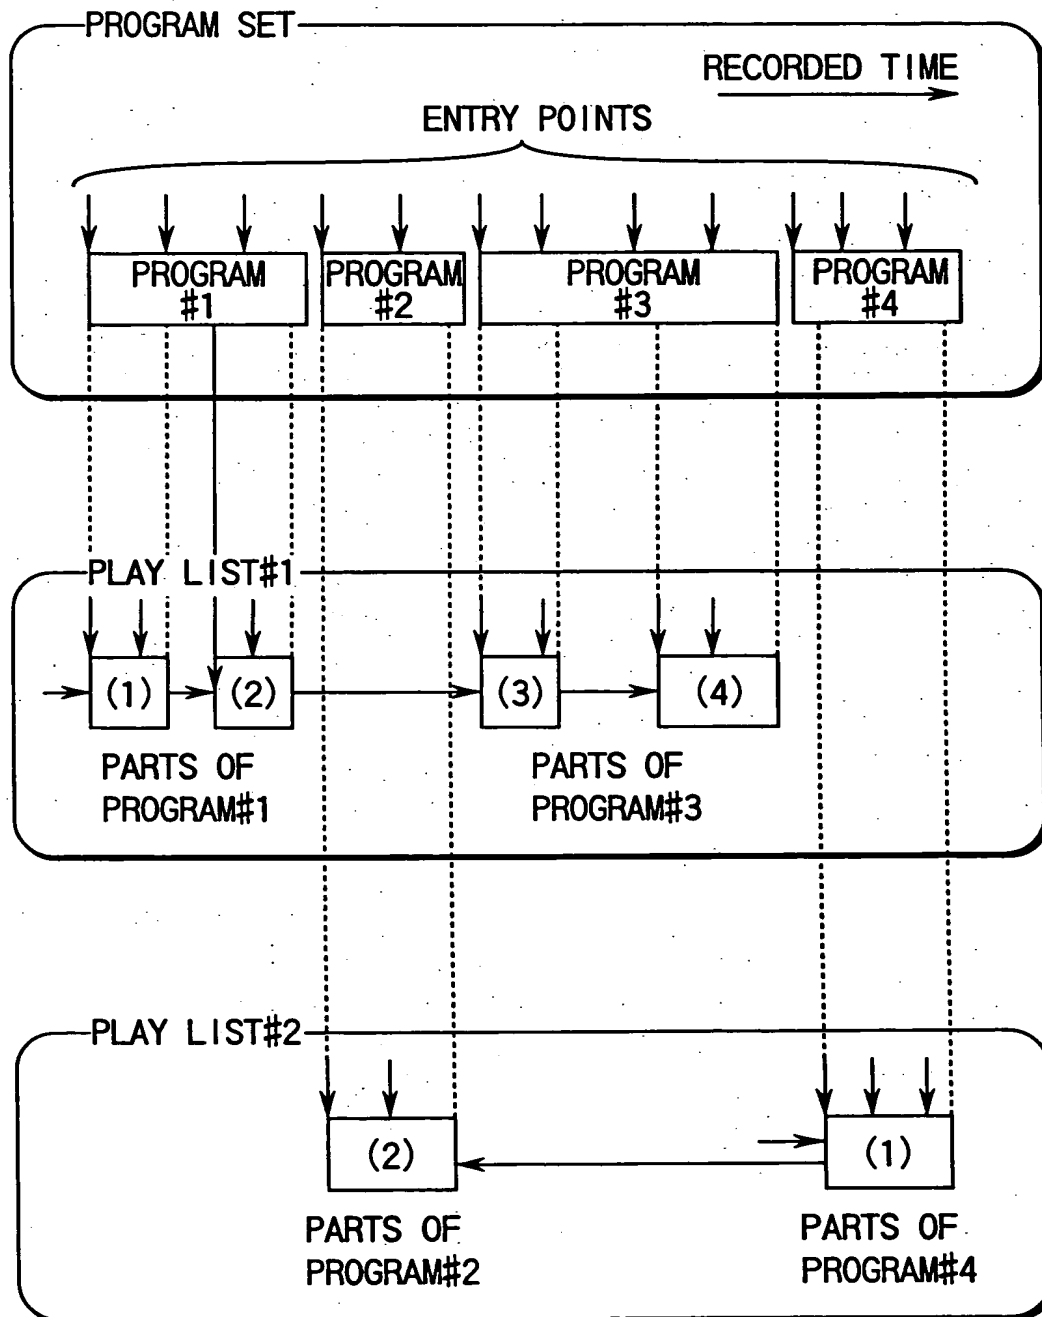 PROGRAM SET
RECORDED TIME
ENTRY POINTS
PROGRAM
#1
PROGRAM
#2
PROGRAM
#3
PROGRAM
#4
PLAY LIST#1
(1)
(2)
(3)
(4)
PARTS OF
PROGRAM#1
PARTS OF
PROGRAM#3
PLAY LIST#2
(2)
(1)
PARTS OF
PROGRAM#2
PARTS OF
PROGRAM#4